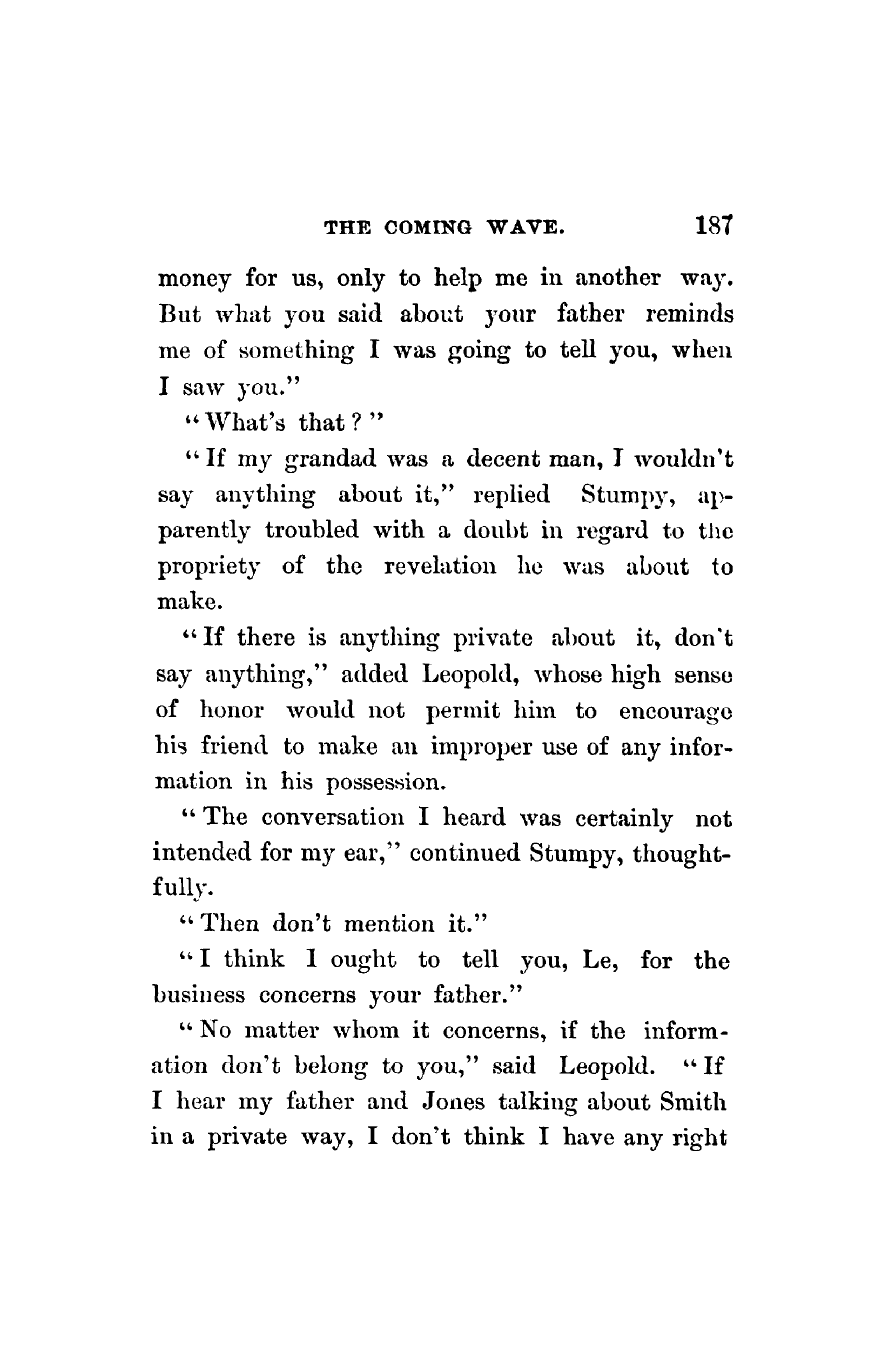 THE COMING WAVE. 187
money for us, only to help me in another way.
But what you said about your father reminds
me of something I was going to tell you, when
I saw you."
"What's that?"
"If my grandad was a decent man, I wouldn't
say anything about it," replied Stumpy, ap-
parently troubled with a doubt in regard to the
propriety of the revelation he was about to
make.
"If there is anything private about it, don't
say anything," added Leopold, whose high sense
of honor would not permit him to encourage
his friend to make an improper use of any infor-
mation in his possession.
"The conversation I heard was certainly not
intended for my ear," continued Stumpy, thought-
fully.
"Then don't mention it."
"I think I ought to tell you, Le, for the
business concerns your father."
"No matter whom it concerns, if the inform-
ation don't belong to you," said Leopold. "If
I hear my father and Jones talking about Smith
in a private way, I don't think I have any right